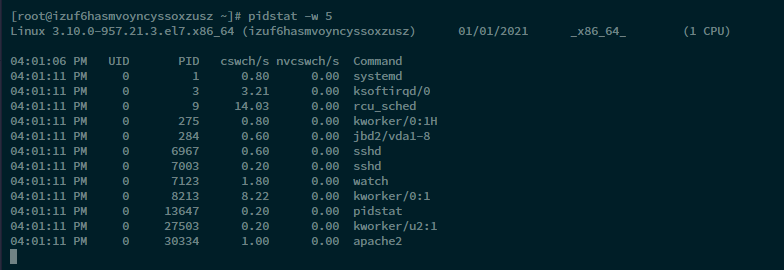 [root@izuf6hasmvoyncyssoxzusz ~]# pidstat -w 5
Linux 3.10.0-957.21.3.el7.x86_64 (izuf6hasmvoyncyssoxzusz)      01/01/2021      _x86_64_        (1 CPU)
04:01:06 PM   UID       PID   cswch/s nvcswch/s  Command
04:01:11 PM     0         1      0.80      0.00  systemd
04:01:11 PM     0         3      3.21      0.00  ksoftirqd/0
04:01:11 PM     0         9     14.03      0.00  rcu_sched
04:01:11 PM     0       275      0.80      0.00  kworker/0:1H
04:01:11 PM     0       284      0.60      0.00  jbd2/vda1-8
04:01:11 PM     0      6967      0.60      0.00  sshd
04:01:11 PM     0      7003      0.20      0.00  sshd
04:01:11 PM     0      7123      1.80      0.00  watch
04:01:11 PM     0      8213      8.22      0.00  kworker/0:1
04:01:11 PM     0     13647      0.20      0.00  pidstat
04:01:11 PM     0     27503      0.20      0.00  kworker/u2:1
04:01:11 PM     0     30334      1.00      0.00  apache2